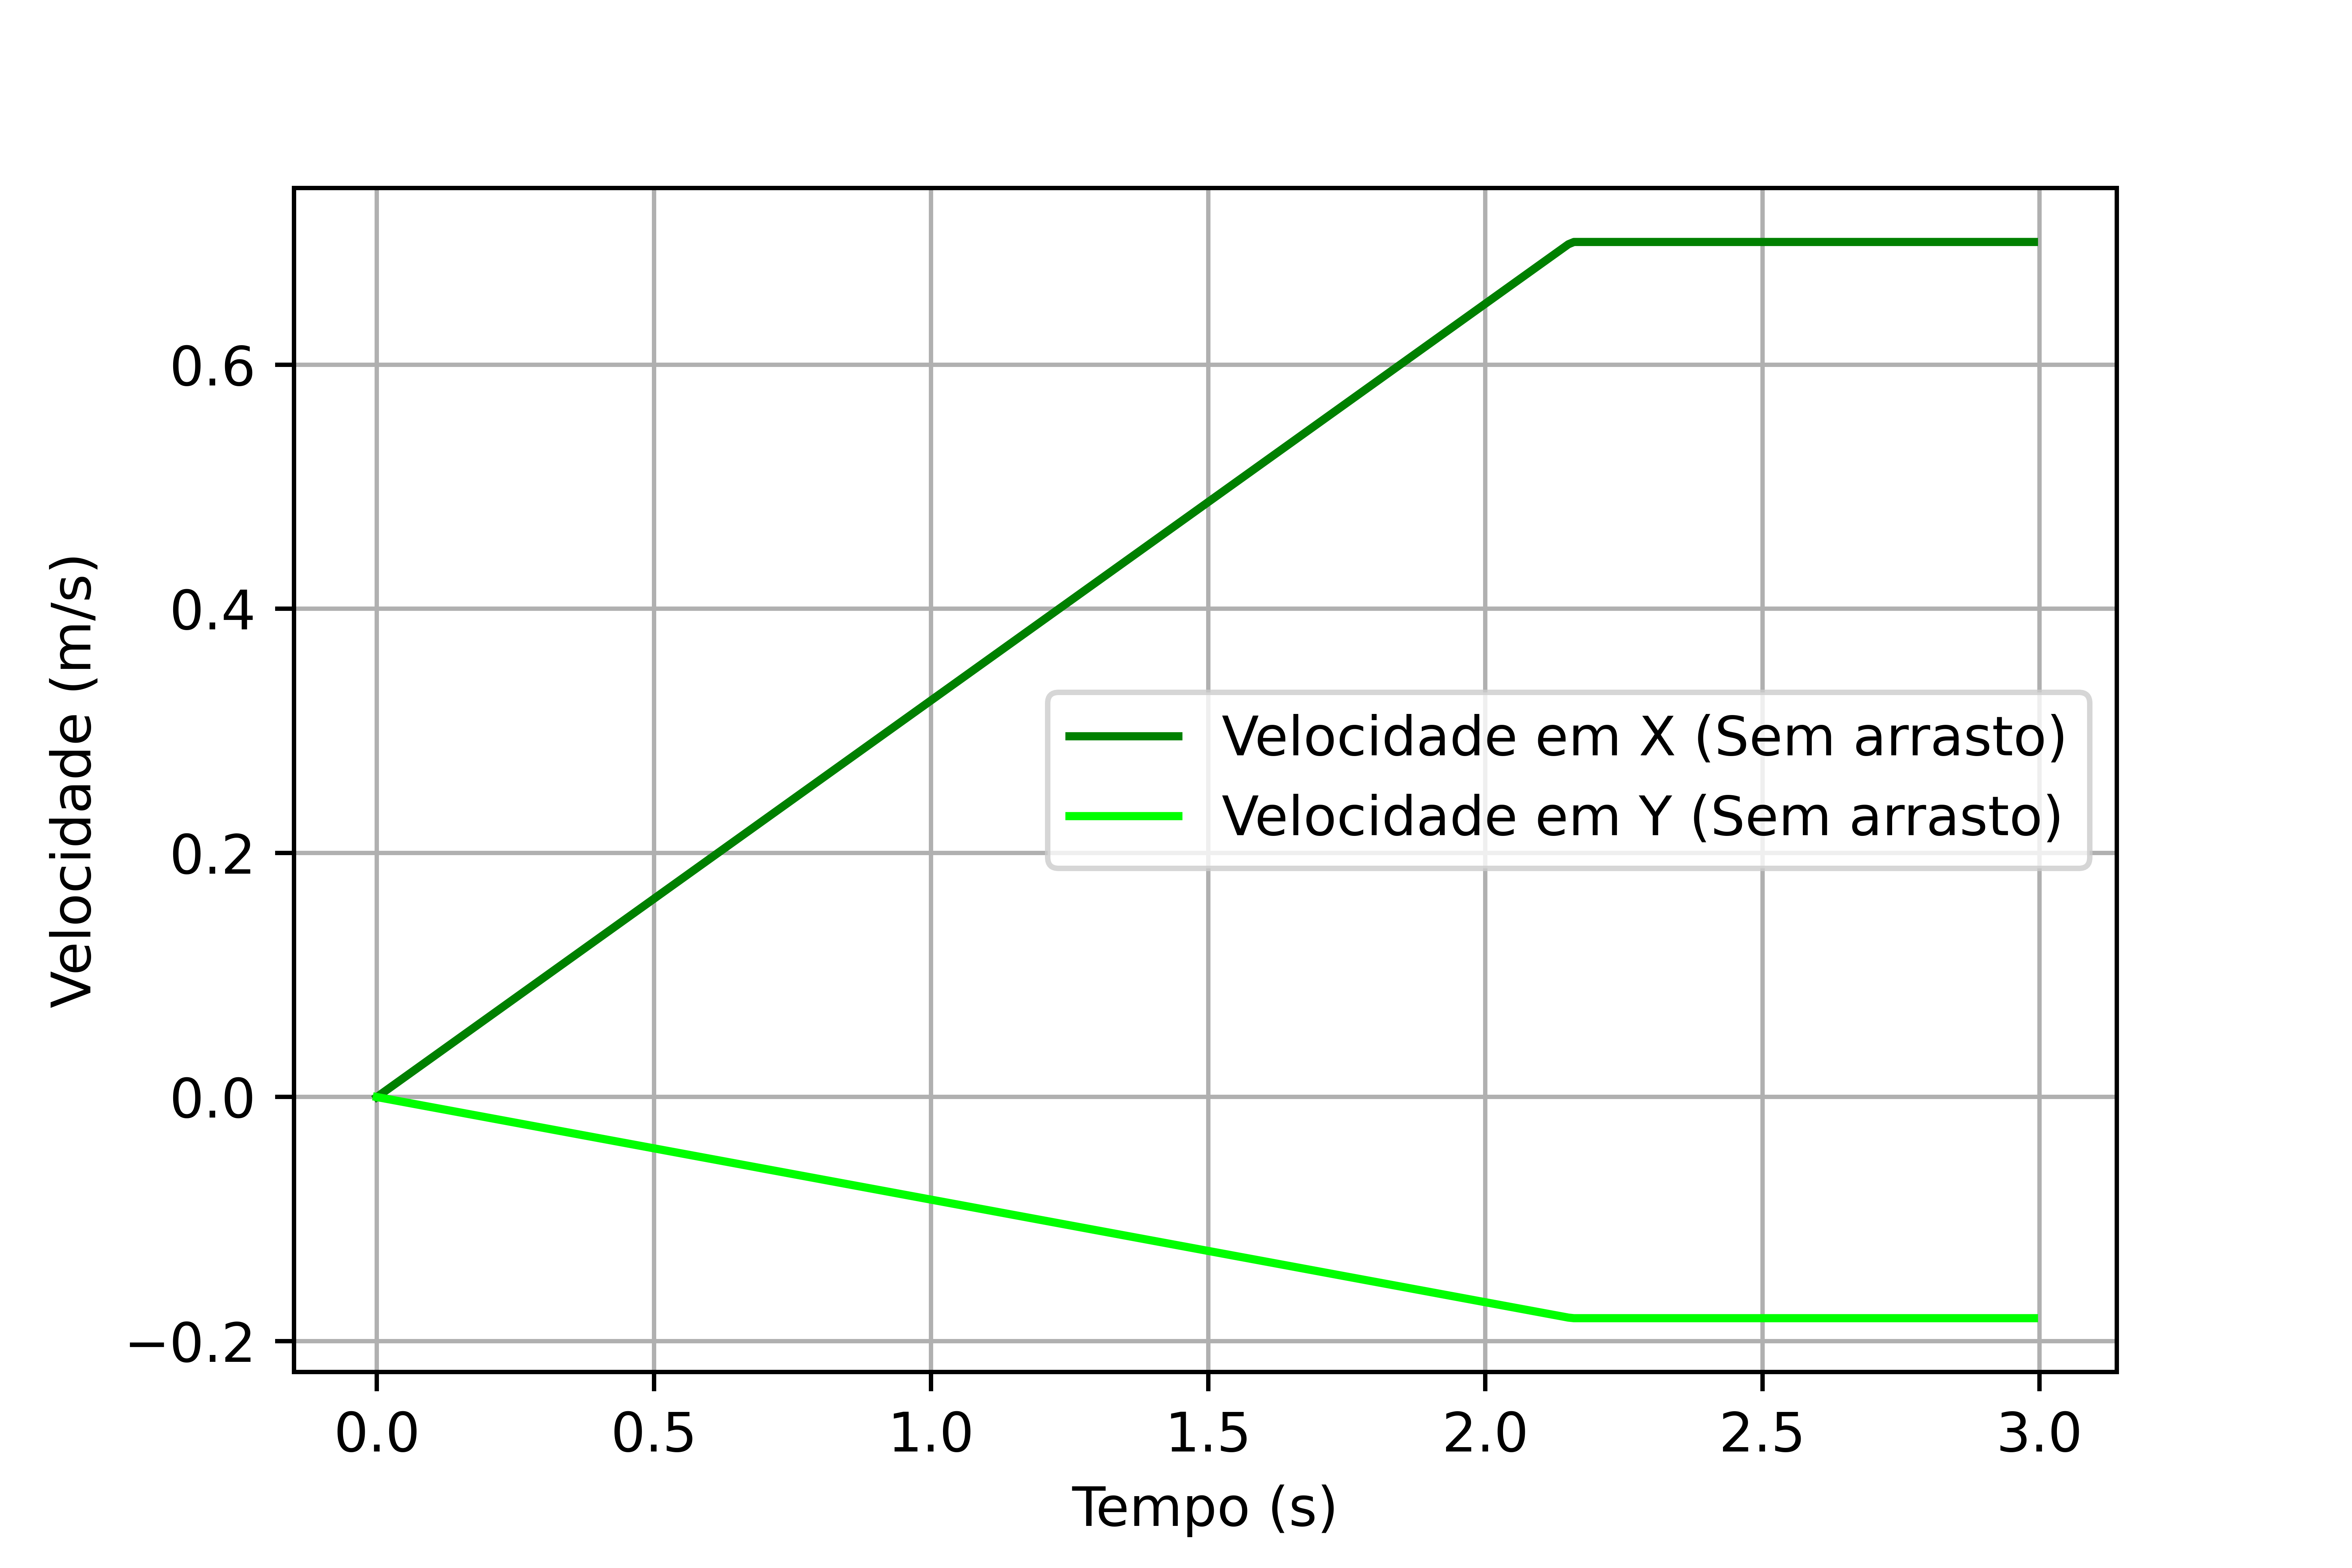 Velocidade (m/s)
0.6
0.4
0.2
0.0
−0.2
Velocidade em X (Sem arrasto)
Velocidade em Y (Sem arrasto)
0.0 0.5 1.0 1.5 2.0 2.5 3.0
Tempo (s)